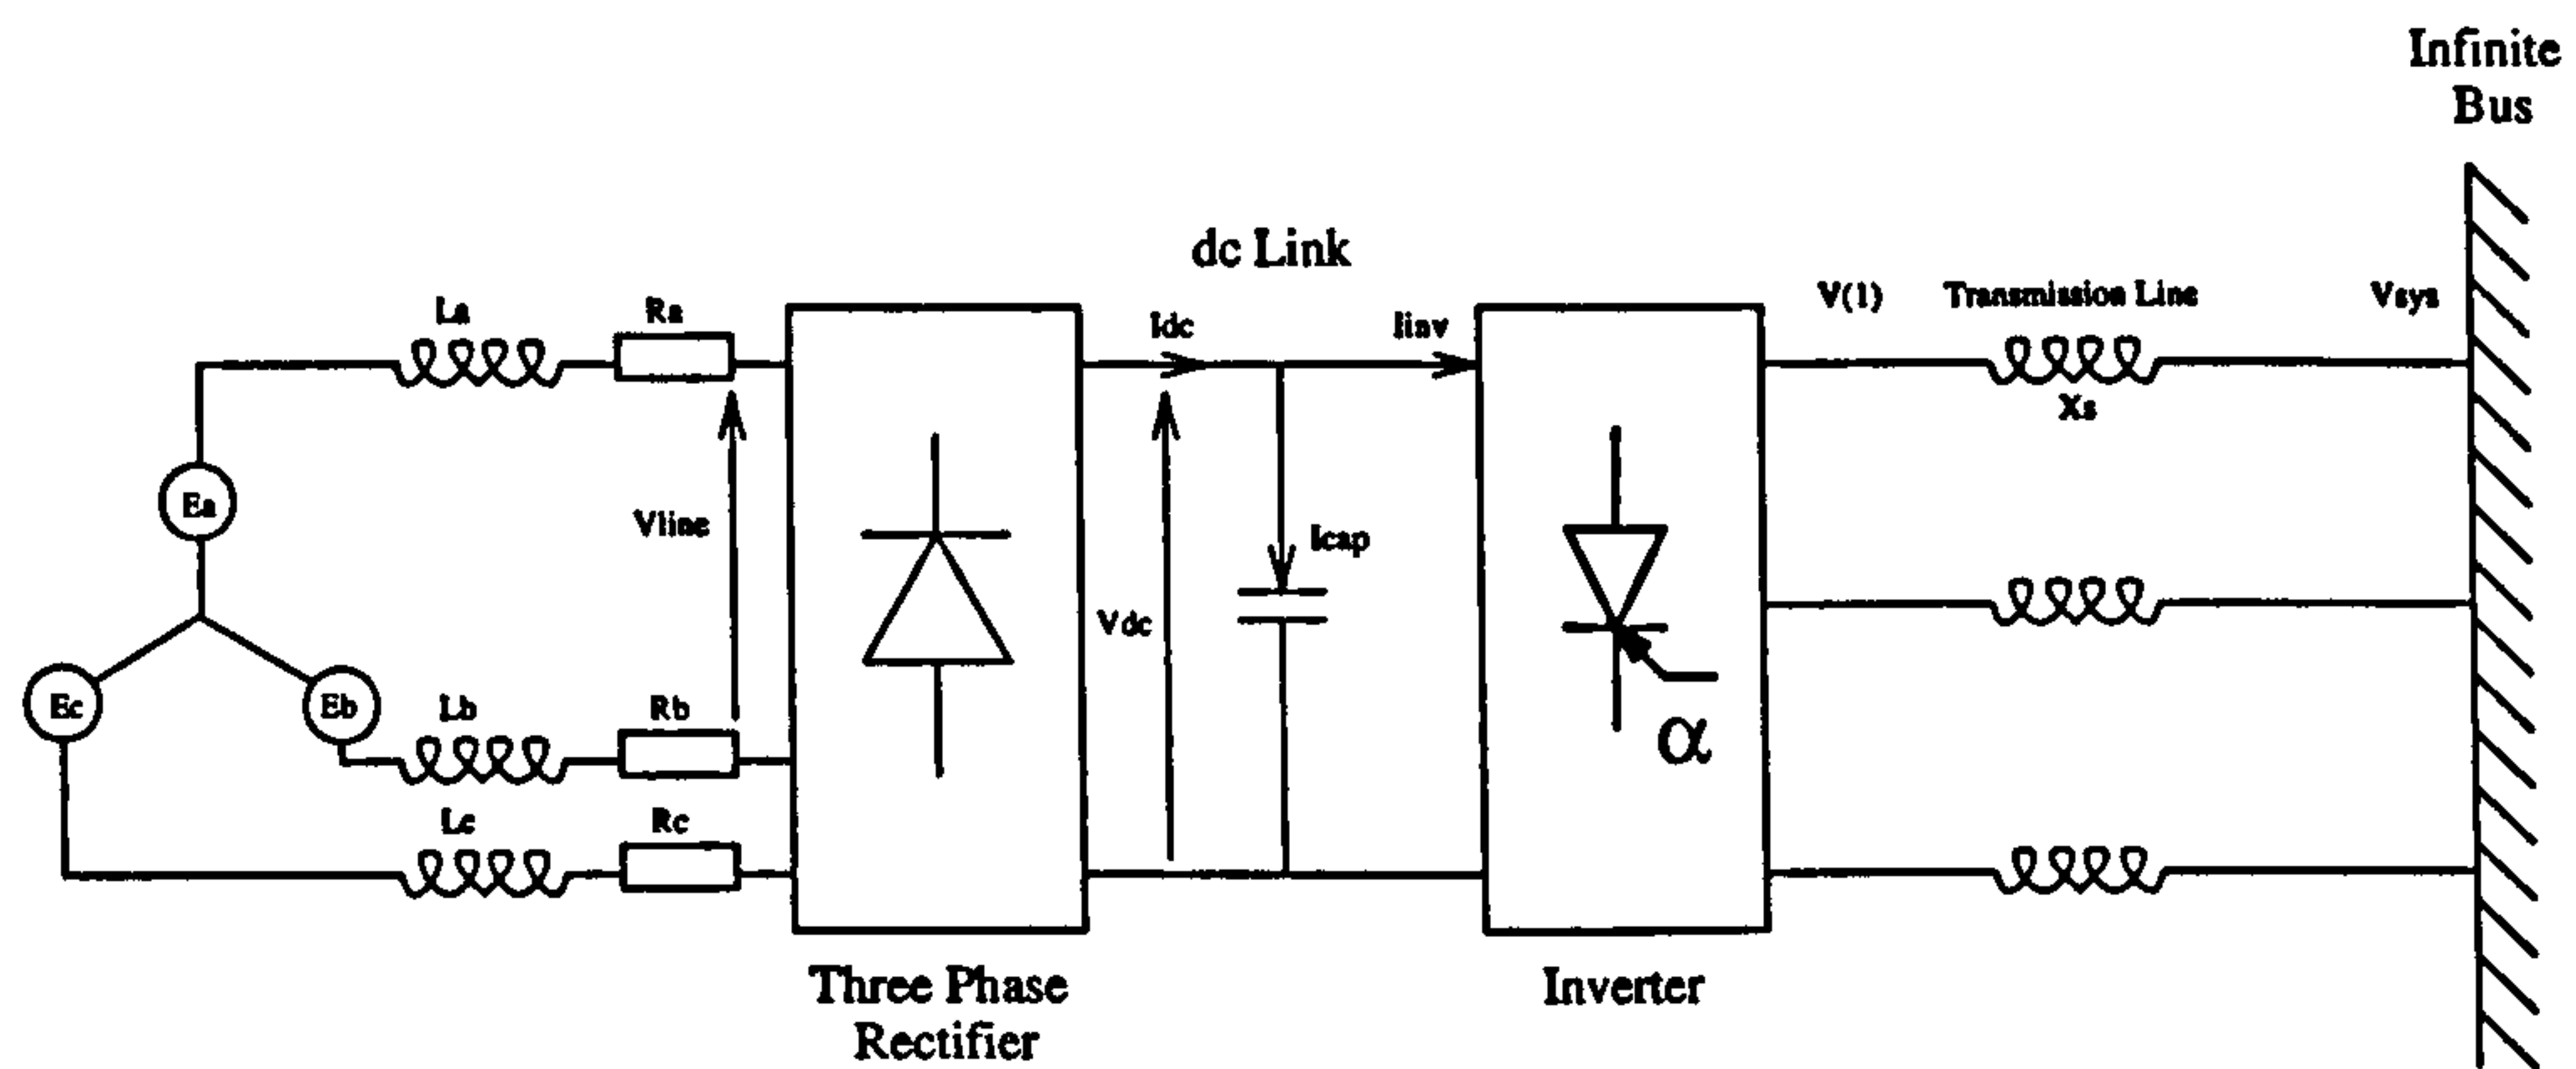 Infinite
Bus
dc Link
La
Ra
Idc
Iinv
V(1)
Transmission Line
Vsys
Xs
Ea
Vline
Icap
Vdc
Ec
Eb
Lb
Rb
α
Lc
Rc
Three Phase
Rectifier
Inverter